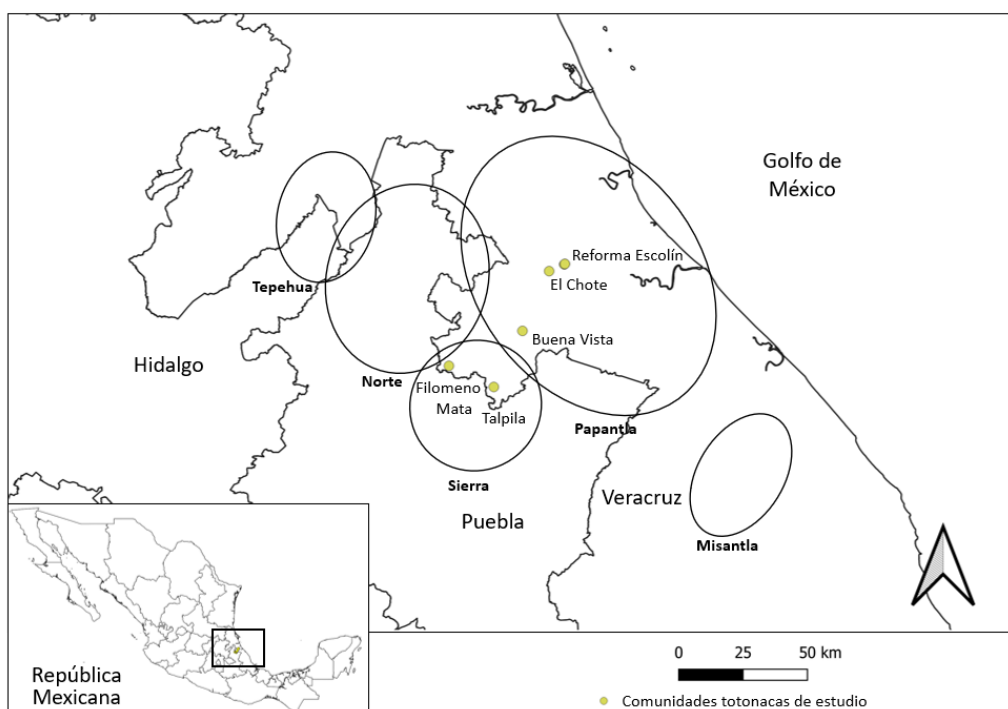 Golfo de
México
Reforma Escolín
El Chote
Tepehua
Buena Vista
Hidalgo
Norte
Filomeno
Mata
Talpila
Papantla
Sierra
Veracruz
Puebla
Misantla
República
Mexicana
0 25 50 km
Comunidades totonacas de estudio